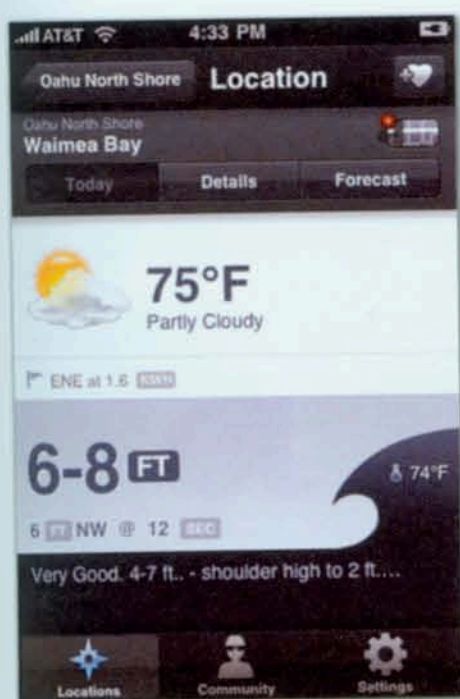 AT&T 4:33 PM
Oahu North Shore Location
Oahu North Shore
Waimea Bay
Today Details Forecast
75°F
Partly Cloudy
ENE at 1.6
6-8 FT
74°F
6 FT NW @ 12 SEC
Very Good. 4-7 ft.. - shoulder high to 2 ft....
Locations Community Settings